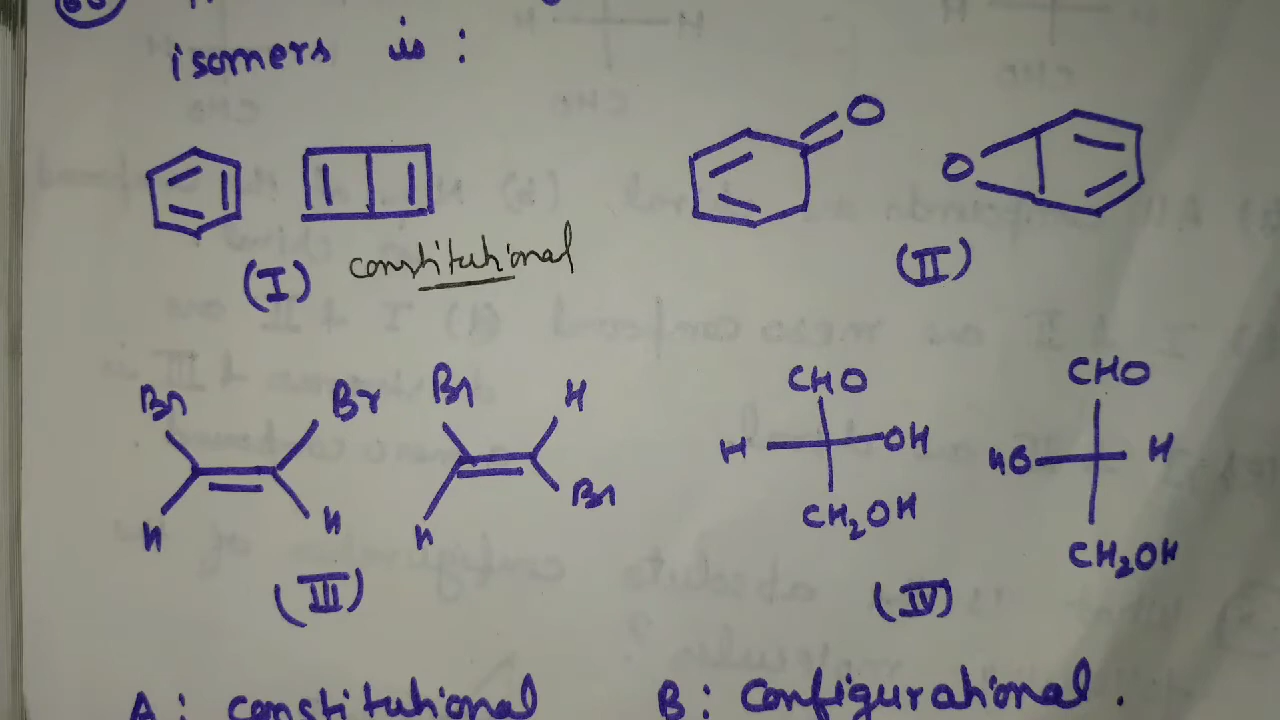 isomers is :
O
O
(I) constitutional
(II)
Br Br Br H
H H H Br
(III)
CHO CHO
H OH HO H
CH₂OH CH₂OH
(IV)
A : constitutional B : configurational .